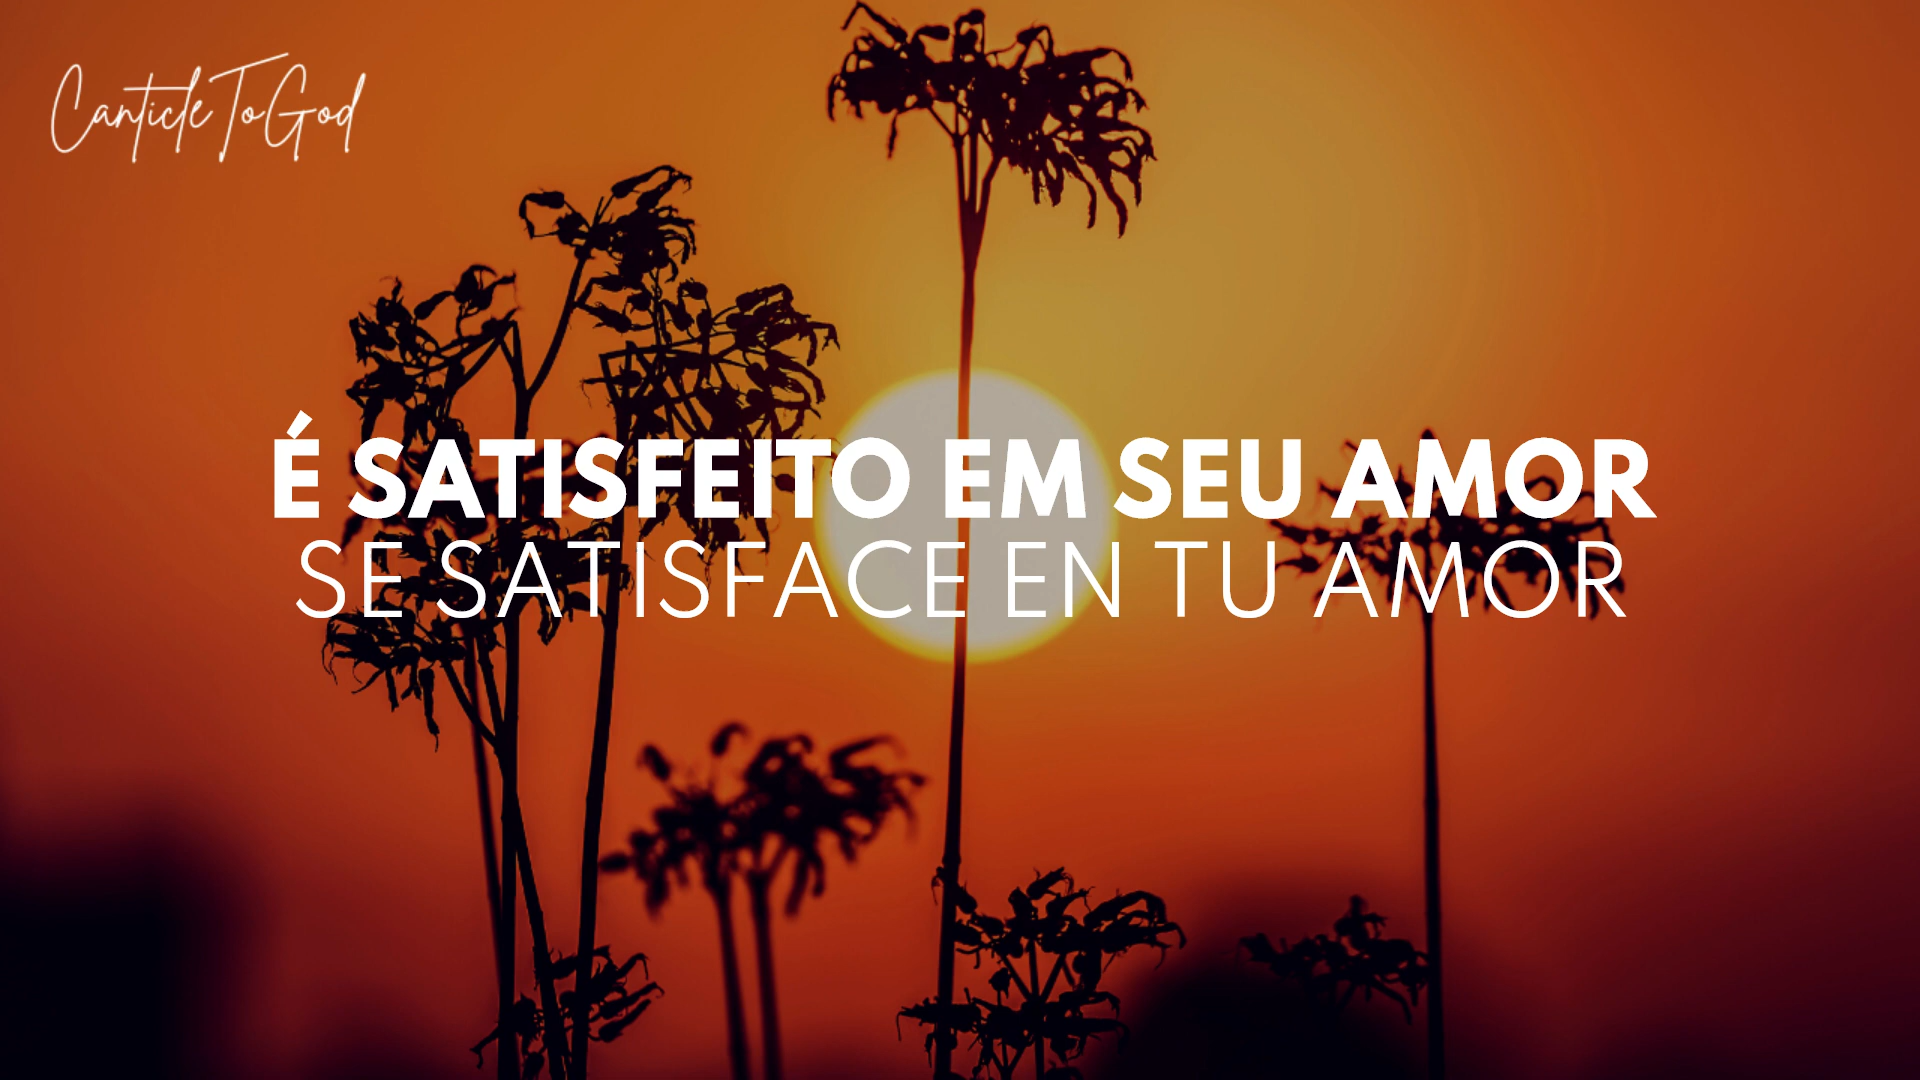 CanticleToGod
É SATISFEITO EM SEU AMOR
SE SATISFACE EN TU AMOR